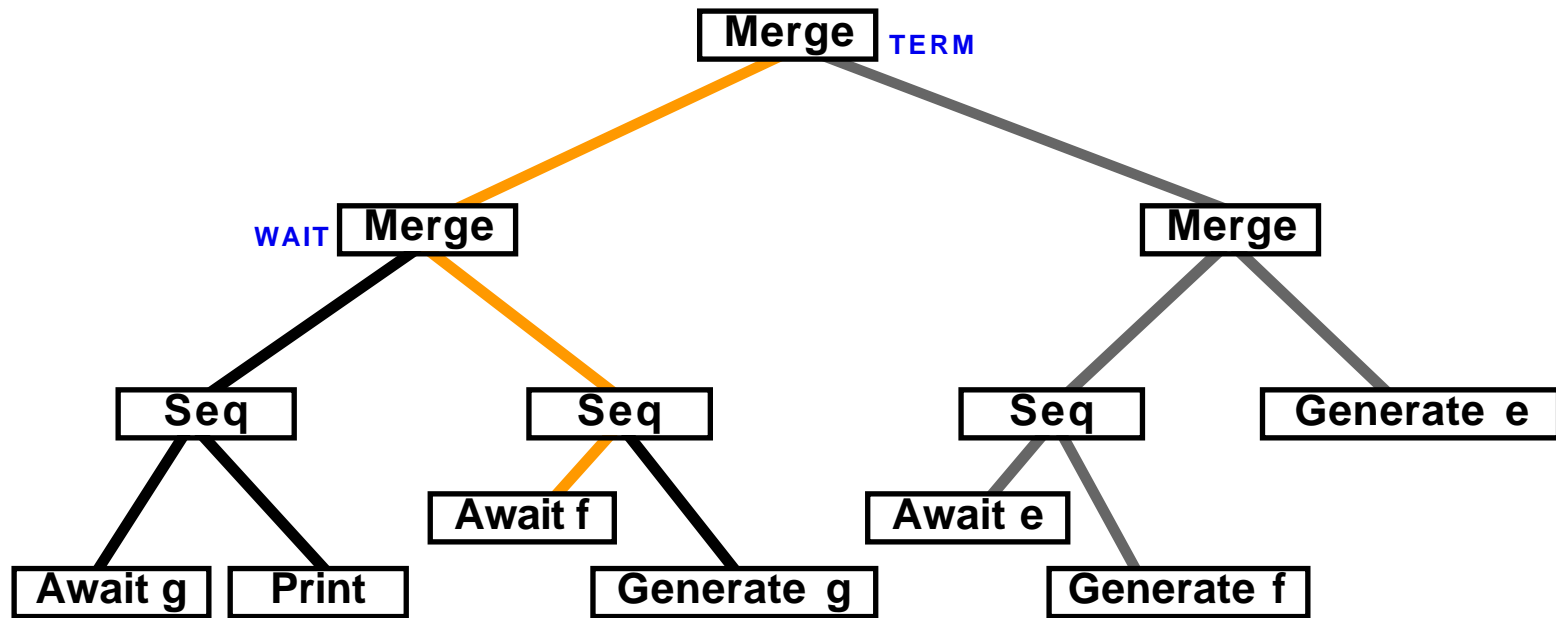 Merge
TERM
WAIT
Merge
Merge
Seq
Seq
Seq
Generate e
Await f
Await e
Await g
Print
Generate g
Generate f